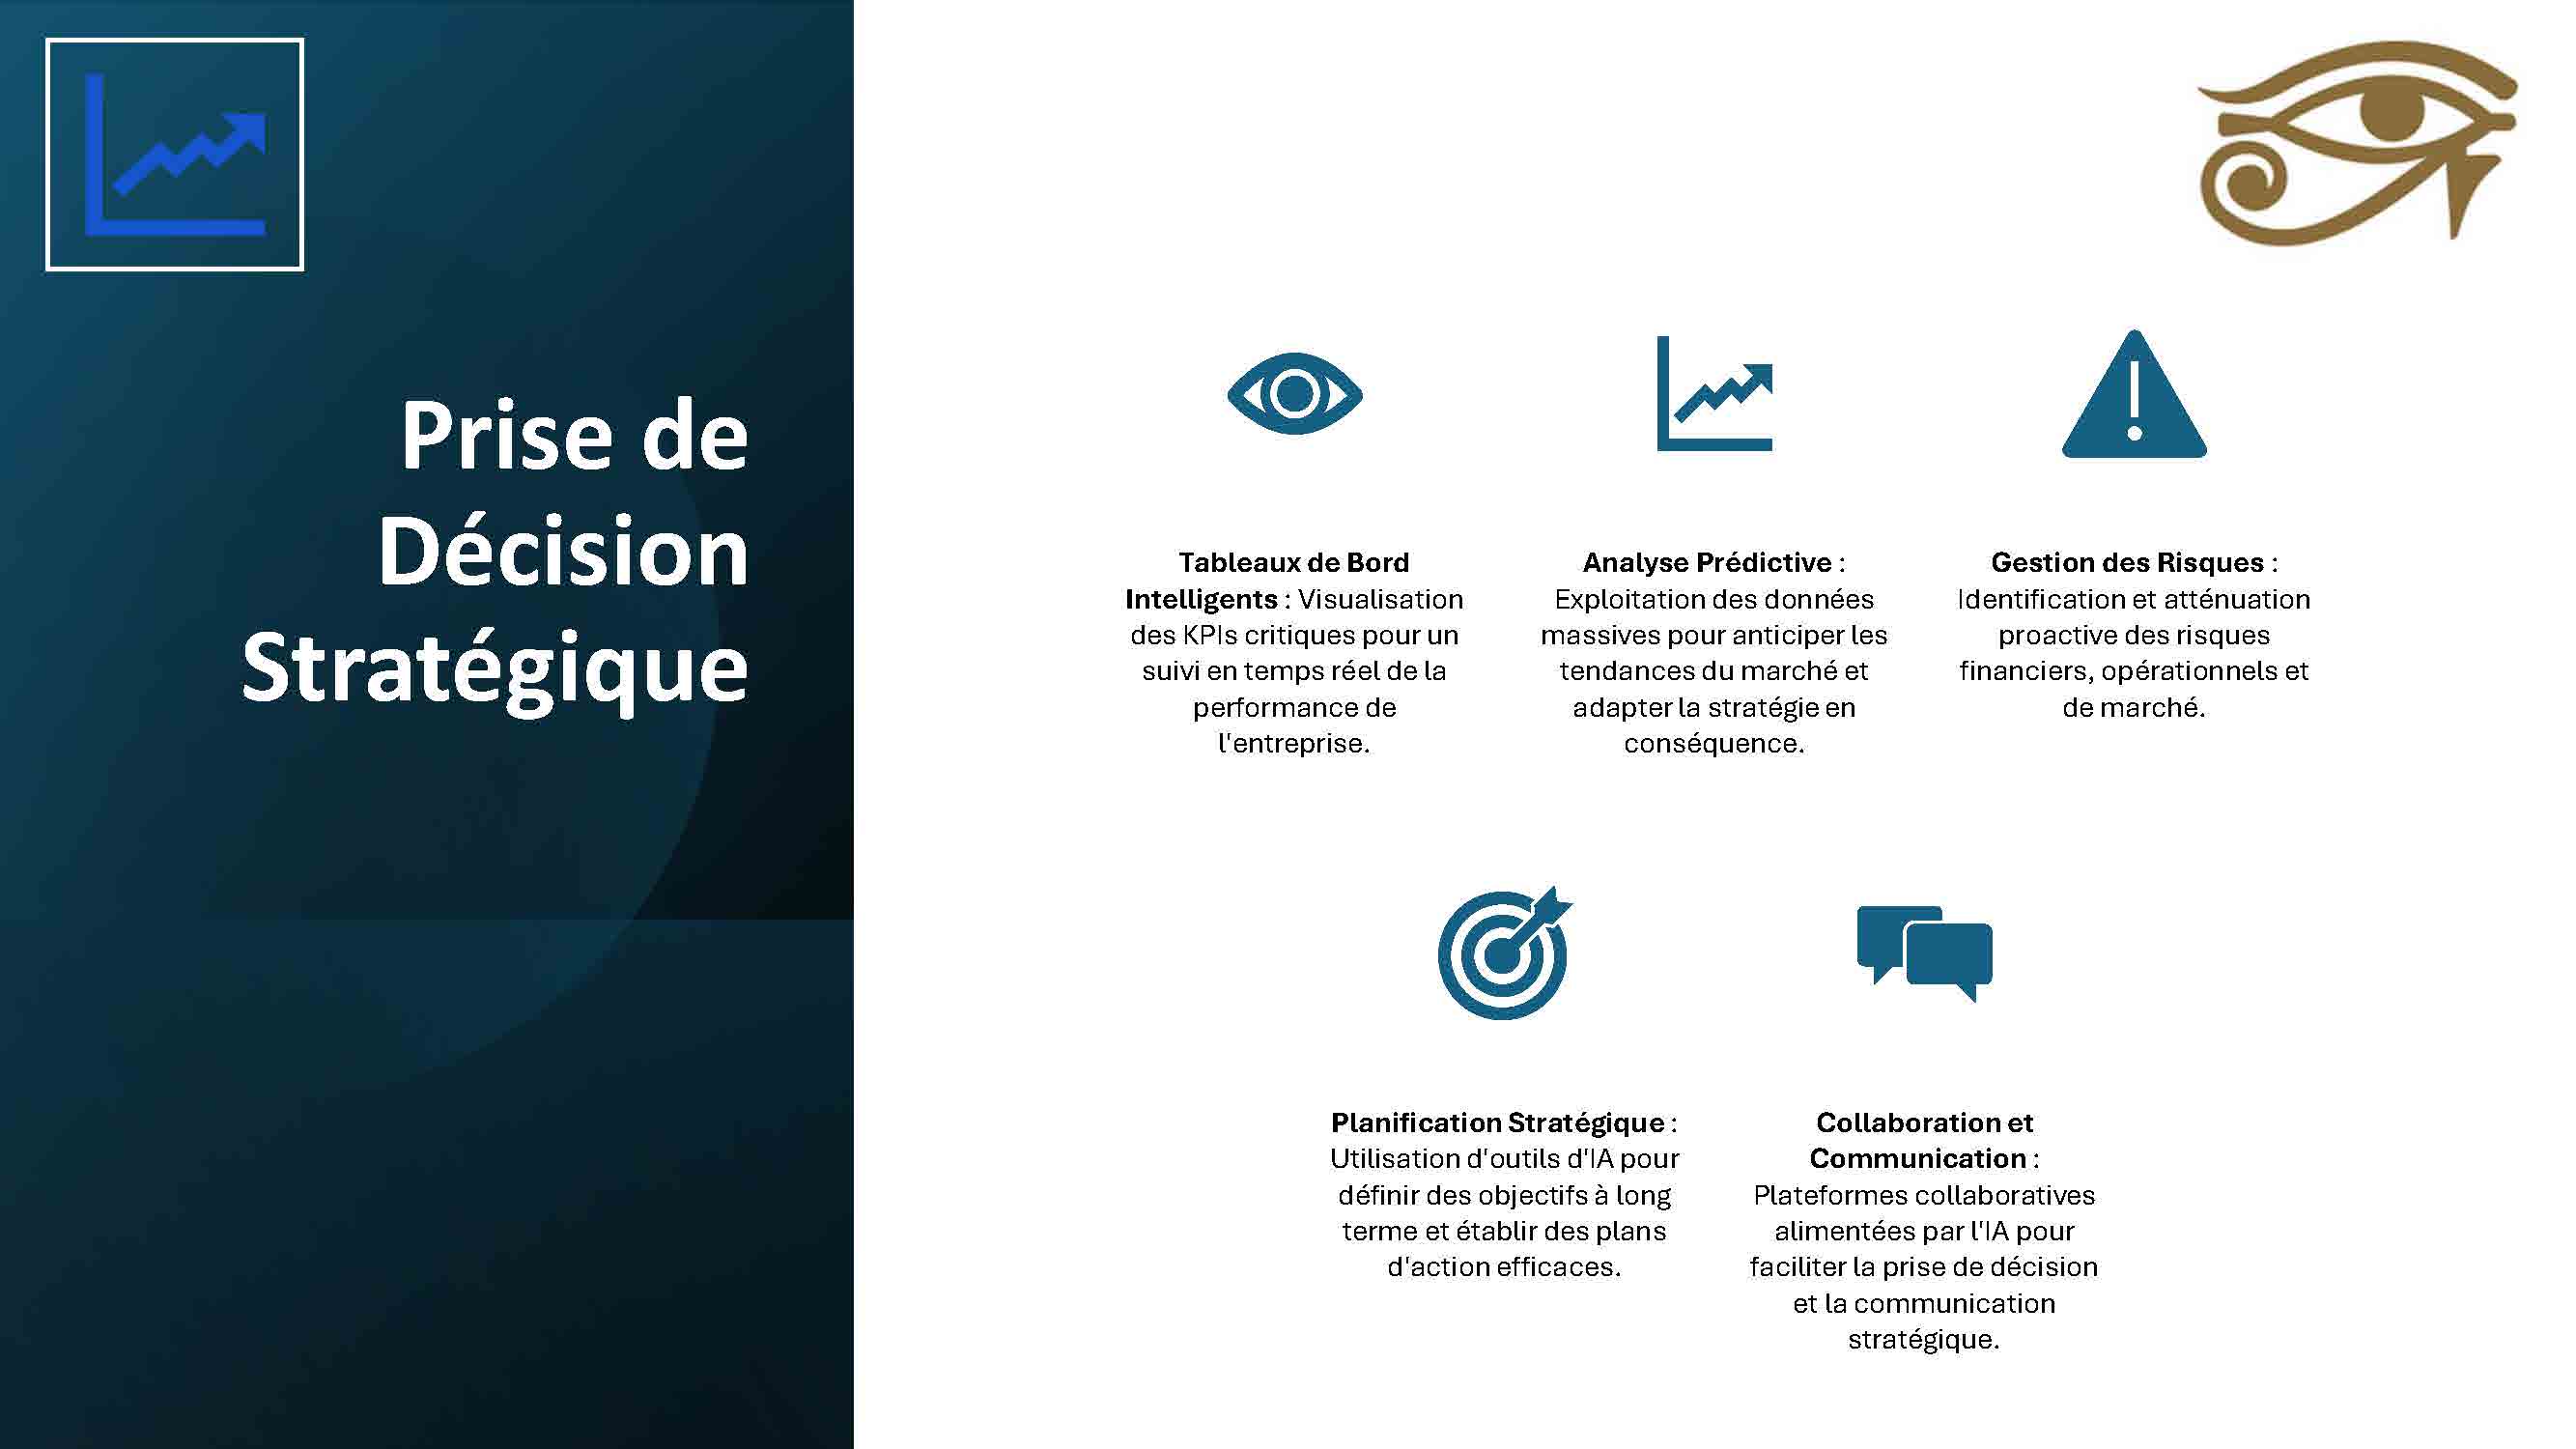 Prise de
Décision
Stratégique
Tableaux de Bord
Intelligents : Visualisation
des KPIs critiques pour un
suivi en temps réel de la
performance de
l'entreprise.
Analyse Prédictive :
Exploitation des données
massives pour anticiper les
tendances du marché et
adapter la stratégie en
conséquence.
Gestion des Risques :
Identification et atténuation
proactive des risques
financiers, opérationnels et
de marché.
Planification Stratégique :
Utilisation d'outils d'IA pour
définir des objectifs à long
terme et établir des plans
d'action efficaces.
Collaboration et
Communication :
Plateformes collaboratives
alimentées par l'IA pour
faciliter la prise de décision
et la communication
stratégique.